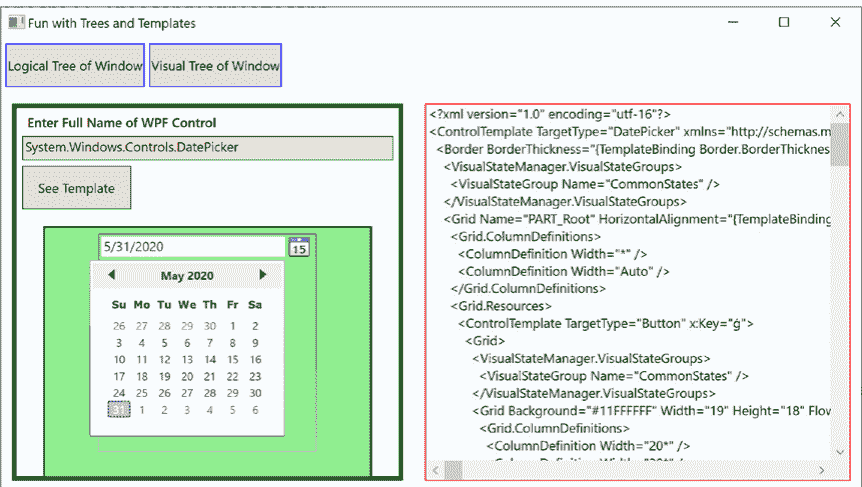 Fun with Trees and Templates
Logical Tree of Window
Visual Tree of Window
Enter Full Name of WPF Control
System.Windows.Controls.DatePicker
See Template
5/31/2020
15
May 2020
Su Mo Tu We Th Fr Sa
26 27 28 29 30 1 2
3 4 5 6 7 8 9
10 11 12 13 14 15 16
17 18 19 20 21 22 23
24 25 26 27 28 29 30
31 1 2 3 4 5 6
<?xml version="1.0" encoding="utf-16"?>
<ControlTemplate TargetType="DatePicker" xmlns="http://schemas.m
<Border BorderThickness="{TemplateBinding Border.BorderThicknes
<VisualStateManager.VisualStateGroups>
<VisualStateGroup Name="CommonStates" />
</VisualStateManager.VisualStateGroups>
<Grid Name="PART_Root" HorizontalAlignment="{TemplateBinding
<Grid.ColumnDefinitions>
<ColumnDefinition Width="*" />
<ColumnDefinition Width="Auto" />
</Grid.ColumnDefinitions>
<Grid.Resources>
<ControlTemplate TargetType="Button" x:Key="ġ">
<Grid>
<VisualStateManager.VisualStateGroups>
<VisualStateGroup Name="CommonStates" />
</VisualStateManager.VisualStateGroups>
<Grid Background="#11FFFFFF" Width="19" Height="18" Flow
<Grid.ColumnDefinitions>
<ColumnDefinition Width="20*" />